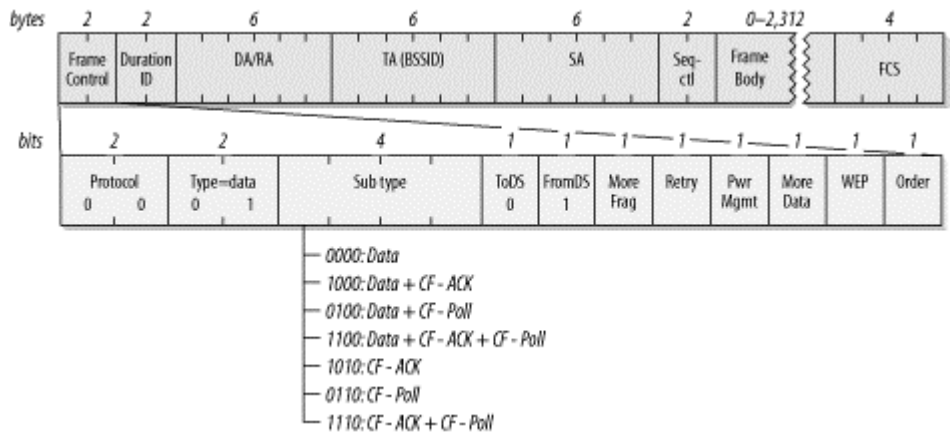 bytes 2 2 6 6 6 2 0–2,312 4
Frame Control Duration ID DA/RA TA (BSSID) SA Seq-ctl Frame Body FCS
bits 2 2 4 1 1 1 1 1 1 1 1
Protocol Type=data Sub type ToDS FromDS More Frag Retry Pwr Mgmt More Data WEP Order
0 0 0 1 0 1
0000: Data
1000: Data + CF - ACK
0100: Data + CF - Poll
1100: Data + CF - ACK + CF - Poll
1010: CF - ACK
0110: CF - Poll
1110: CF - ACK + CF - Poll